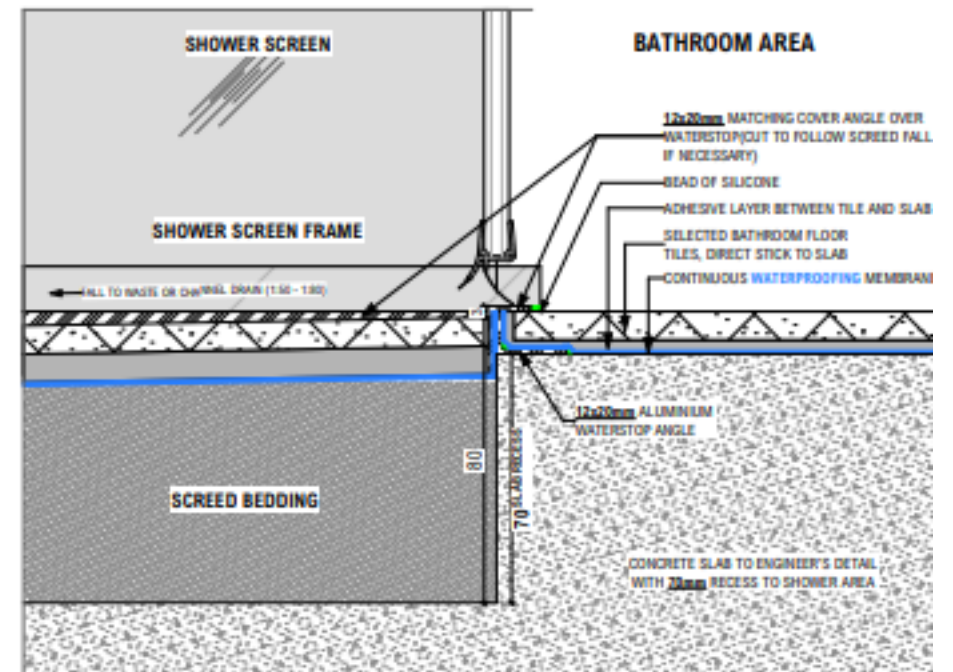 SHOWER SCREEN
BATHROOM AREA
12x20mm MATCHING COVER ANGLE OVER
WATERSTOP(CUT TO FOLLOW SCREED FALL
IF NECESSARY)
BEAD OF SILICONE
ADHESIVE LAYER BETWEEN TILE AND SLAB
SELECTED BATHROOM FLOOR
TILES, DIRECT STICK TO SLAB
CONTINUOUS WATERPROOFING MEMBRAN
SHOWER SCREEN FRAME
FALL TO WASTE OR CHANNEL DRAIN (1:50 - 1:80)
12x20mm ALUMINIUM
WATERSTOP ANGLE
80
70 SLAB RECESS
SCREED BEDDING
CONCRETE SLAB TO ENGINEER'S DETAIL
WITH 70mm RECESS TO SHOWER AREA